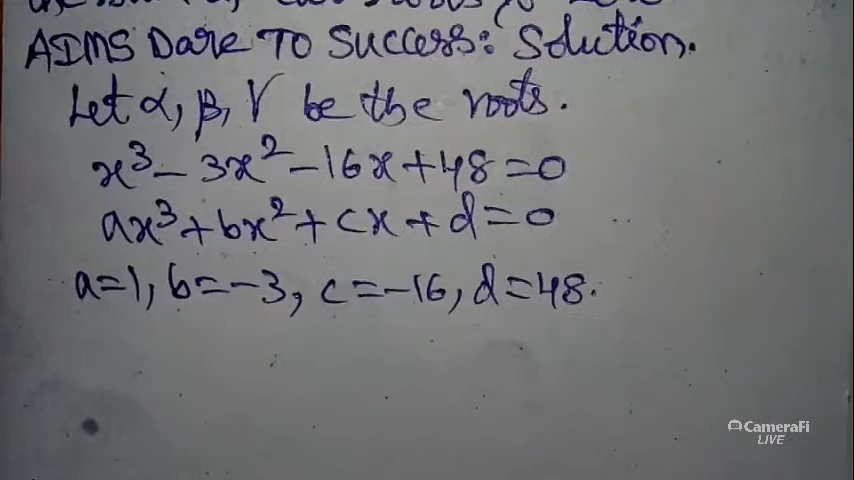 AIMS Dare To Success: Solution.
Let α, β, γ be the roots.
x³ - 3x² - 16x + 48 = 0
ax³ + bx² + cx + d = 0
a=1, b=-3, c=-16, d=48.
CameraFi
LIVE